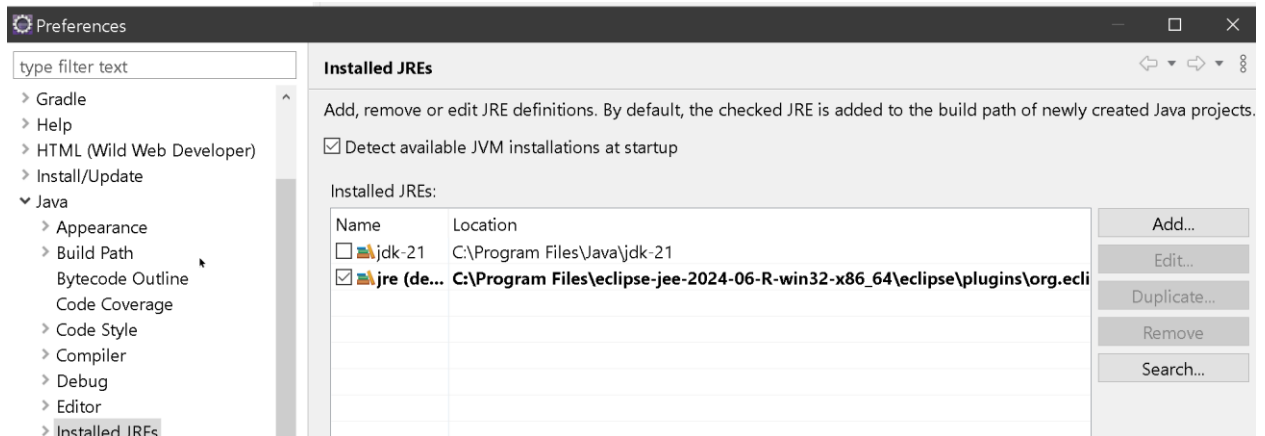 Preferences
type filter text
Gradle
Help
HTML (Wild Web Developer)
Install/Update
Java
Appearance
Build Path
Bytecode Outline
Code Coverage
Code Style
Compiler
Debug
Editor
Installed JREs
Installed JREs
Add, remove or edit JRE definitions. By default, the checked JRE is added to the build path of newly created Java projects.
Detect available JVM installations at startup
Installed JREs:
Name Location
jdk-21 C:\Program Files\Java\jdk-21
jre (de... C:\Program Files\eclipse-jee-2024-06-R-win32-x86_64\eclipse\plugins\org.ecli
Add...
Edit...
Duplicate...
Remove
Search...